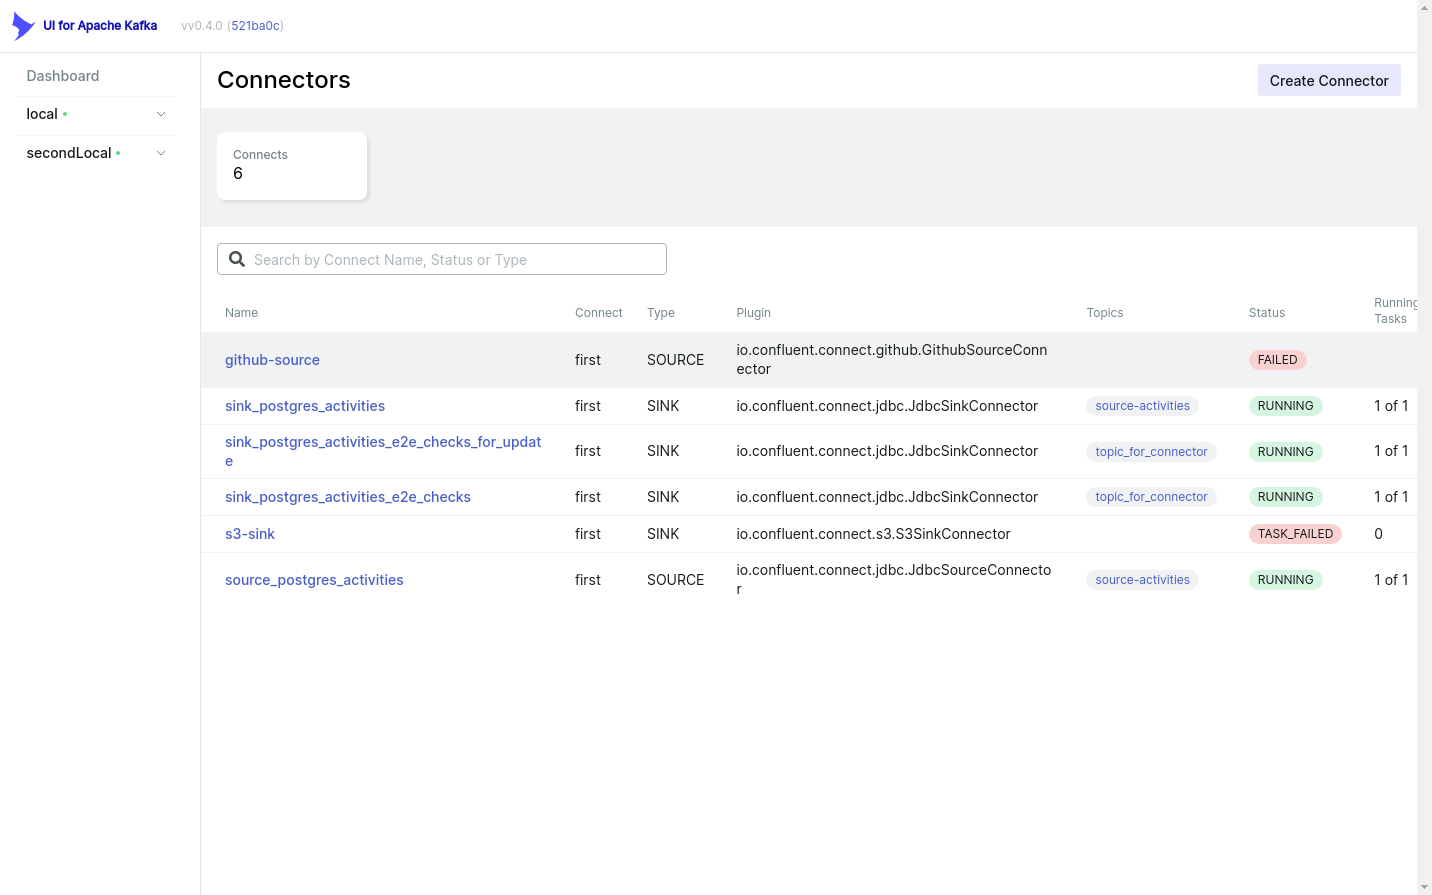 UI for Apache Kafka vv0.4.0 (521ba0c)
Dashboard
local
secondLocal
Connectors
Create Connector
Connects
6
Search by Connect Name, Status or Type
Name Connect Type Plugin Topics Status Running
Tasks
github-source first SOURCE io.confluent.connect.github.GithubSourceConn
ector FAILED
sink_postgres_activities first SINK io.confluent.connect.jdbc.JdbcSinkConnector source-activities RUNNING 1 of 1
sink_postgres_activities_e2e_checks_for_updat
e first SINK io.confluent.connect.jdbc.JdbcSinkConnector topic_for_connector RUNNING 1 of 1
sink_postgres_activities_e2e_checks first SINK io.confluent.connect.jdbc.JdbcSinkConnector topic_for_connector RUNNING 1 of 1
s3-sink first SINK io.confluent.connect.s3.S3SinkConnector TASK_FAILED 0
source_postgres_activities first SOURCE io.confluent.connect.jdbc.JdbcSourceConnecto
r source-activities RUNNING 1 of 1